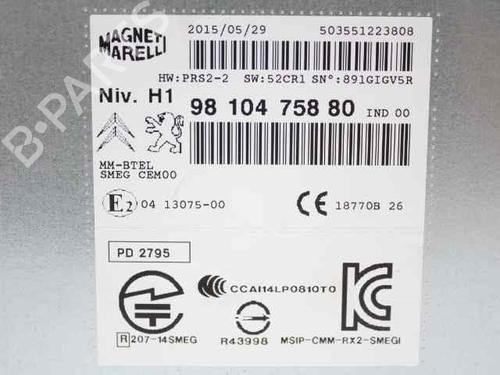 MAGNETI MARELLI
2015/05/29 503551223808
HW:PRS2-2 SW:52CR1 SN°:891GIGV5R
Niv. H1 98 104 758 80 IND 00
MM-BTEL
SMEG CEM00
E2 04 13075-00 CE 18770B 26
PD 2795
CCAI14LP0810T0
R 207-14SMEG R43998 MSIP-CMM-RX2-SMEGI
B-PARTS